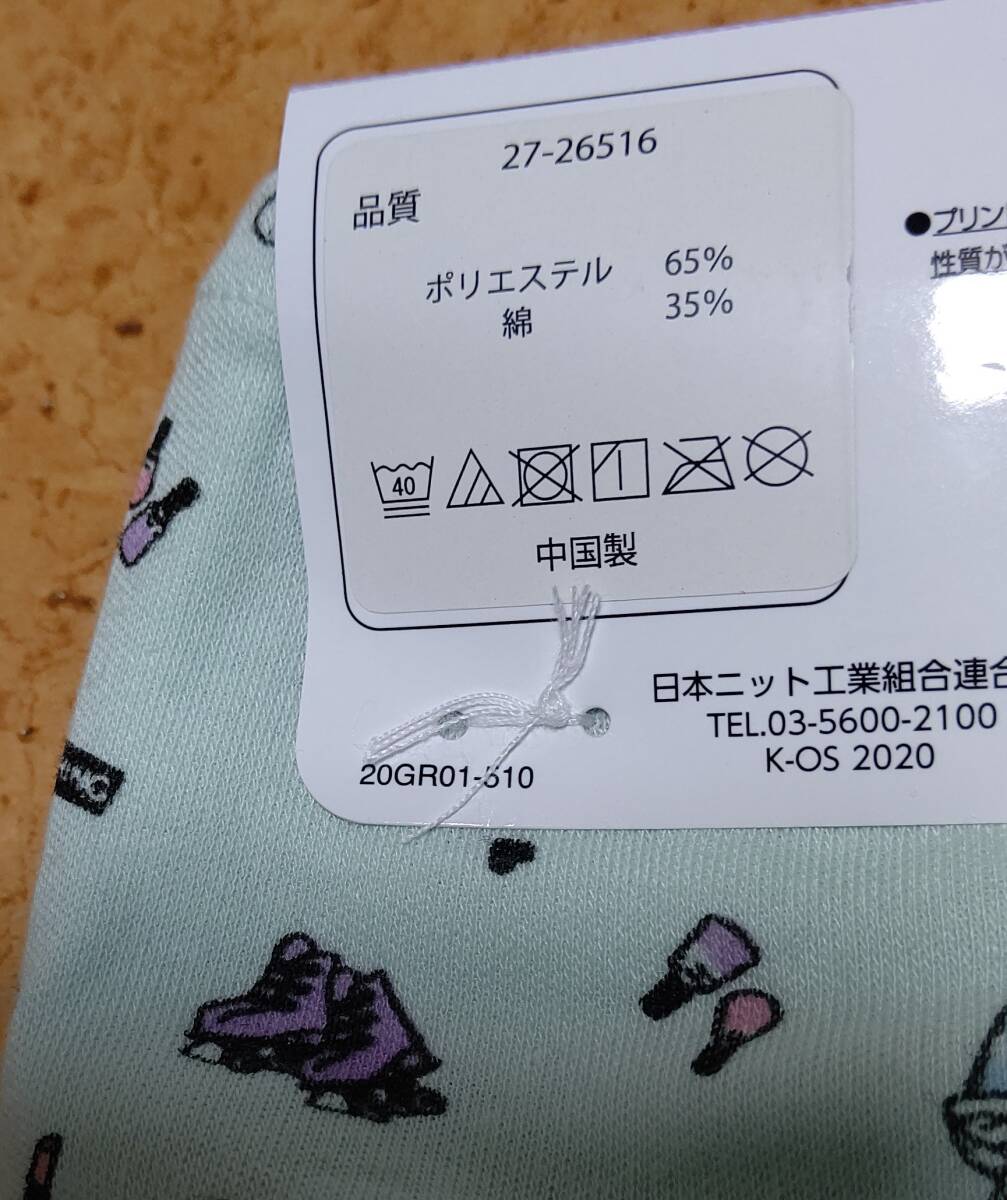 27-26516
品質
ポリエステル 65%
綿 35%
40
中国製
●プリン
性質が
日本ニット工業組合連合
TEL.03-5600-2100
K-OS 2020
20GR01-510